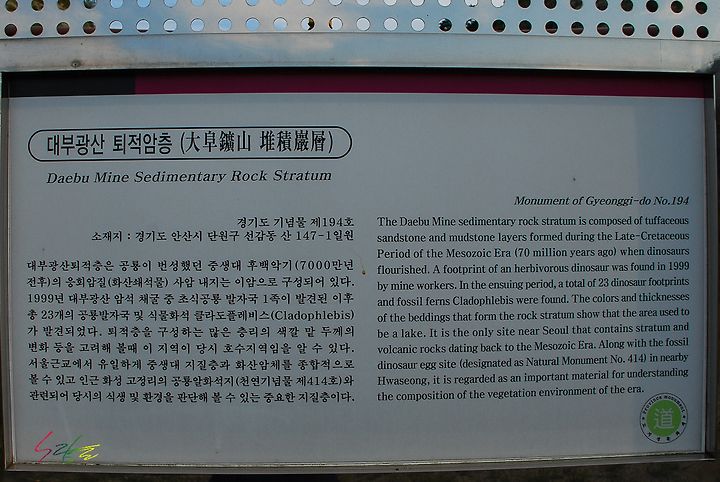 대부광산 퇴적암층 (大阜鑛山 堆積巖層)
Daebu Mine Sedimentary Rock Stratum
경기도 기념물 제194호
소재지 : 경기도 안산시 단원구 선감동 산 147-1일원
대부광산퇴적층은 공룡이 번성했던 중생대 후백악기(7000만년
전후)의 응회암질(화산쇄석물) 사암 내지는 이암으로 구성되어 있다.
1999년 대부광산 암석 채굴 중 초식공룡 발자국 1족이 발견된 이후
총 23개의 공룡발자국 및 식물화석 클라도플레비스(Cladophlebis)
가 발견되었다. 퇴적층을 구성하는 많은 층리의 색깔 및 두께의
변화 등을 고려해 볼때 이 지역이 당시 호수지역임을 알 수 있다.
서울근교에서 유일하게 중생대 지질층과 화산암체를 종합적으로
볼 수 있고 인근 화성 고정리의 공룡알화석지(천연기념물 제414호)와
관련되어 당시의 식생 및 환경을 판단해 볼 수 있는 중요한 지질층이다.
Monument of Gyeonggi-do No.194
The Daebu Mine sedimentary rock stratum is composed of tuffaceous
sandstone and mudstone layers formed during the Late-Cretaceous
Period of the Mesozoic Era (70 million years ago) when dinosaurs
flourished. A footprint of an herbivorous dinosaur was found in 1999
by mine workers. In the ensuing period, a total of 23 dinosaur footprints
and fossil ferns Cladophlebis were found. The colors and thicknesses
of the beddings that form the rock stratum show that the area used to
be a lake. It is the only site near Seoul that contains stratum and
volcanic rocks dating back to the Mesozoic Era. Along with the fossil
dinosaur egg site (designated as Natural Monument No. 414) in nearby
Hwaseong, it is regarded as an important material for understanding
the composition of the vegetation environment of the era.
道